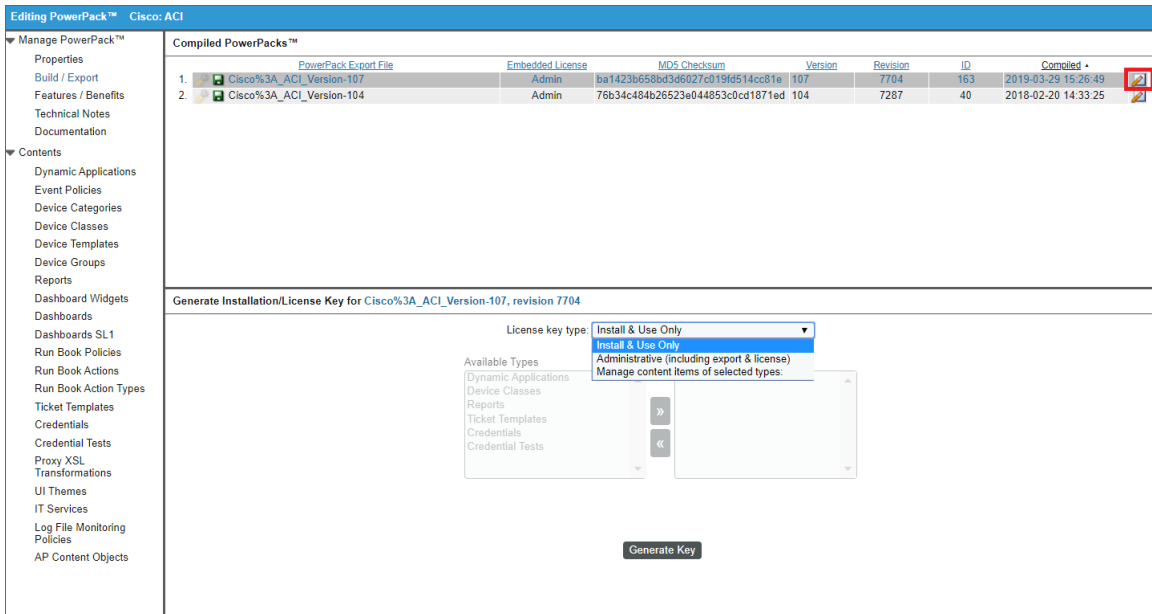 Editing PowerPack™ Cisco: ACI
Manage PowerPack™
Properties
Build / Export
Features / Benefits
Technical Notes
Documentation
Contents
Dynamic Applications
Event Policies
Device Categories
Device Classes
Device Templates
Device Groups
Reports
Dashboard Widgets
Dashboards
Dashboards SL1
Run Book Policies
Run Book Actions
Run Book Action Types
Ticket Templates
Credentials
Credential Tests
Proxy XSL
Transformations
UI Themes
IT Services
Log File Monitoring
Policies
AP Content Objects
Compiled PowerPacks™
PowerPack Export File Embedded License MD5 Checksum Version Revision ID Compiled
1. Cisco%3A_ACI_Version-107 Admin ba1423b658bd3d6027c019fd514cc81e 107 7704 163 2019-03-29 15:26:49
2. Cisco%3A_ACI_Version-104 Admin 76b34c484b26523e044853c0cd1871ed 104 7287 40 2018-02-20 14:33:25
Generate Installation/License Key for Cisco%3A_ACI_Version-107, revision 7704
License key type: Install & Use Only
Install & Use Only
Administrative (including export & license)
Manage content items of selected types:
Available Types
Dynamic Applications
Device Classes
Reports
Ticket Templates
Credentials
Credential Tests
»
«
Generate Key